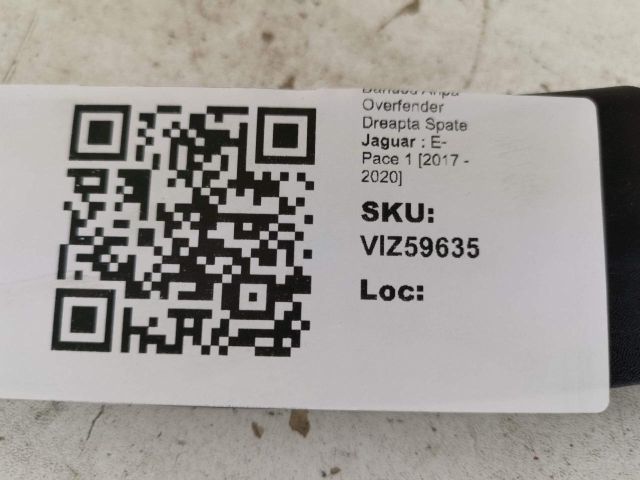 Overfender
Dreapta Spate
Jaguar : E-
Pace 1 [2017 -
2020]
SKU:
VIZ59635
Loc: